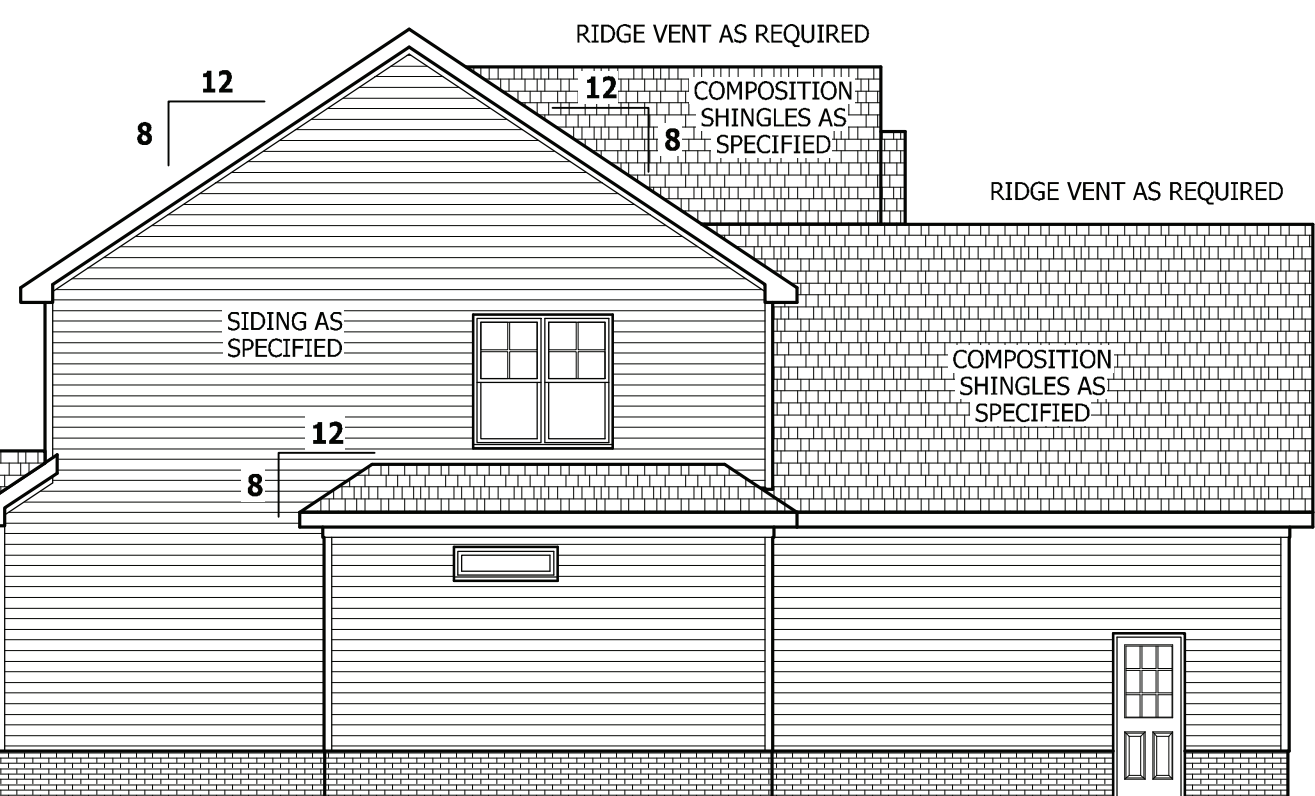 RIDGE VENT AS REQUIRED
12
8
12
8
COMPOSITION
SHINGLES AS
SPECIFIED
RIDGE VENT AS REQUIRED
SIDING AS
SPECIFIED
COMPOSITION
SHINGLES AS
SPECIFIED
12
8